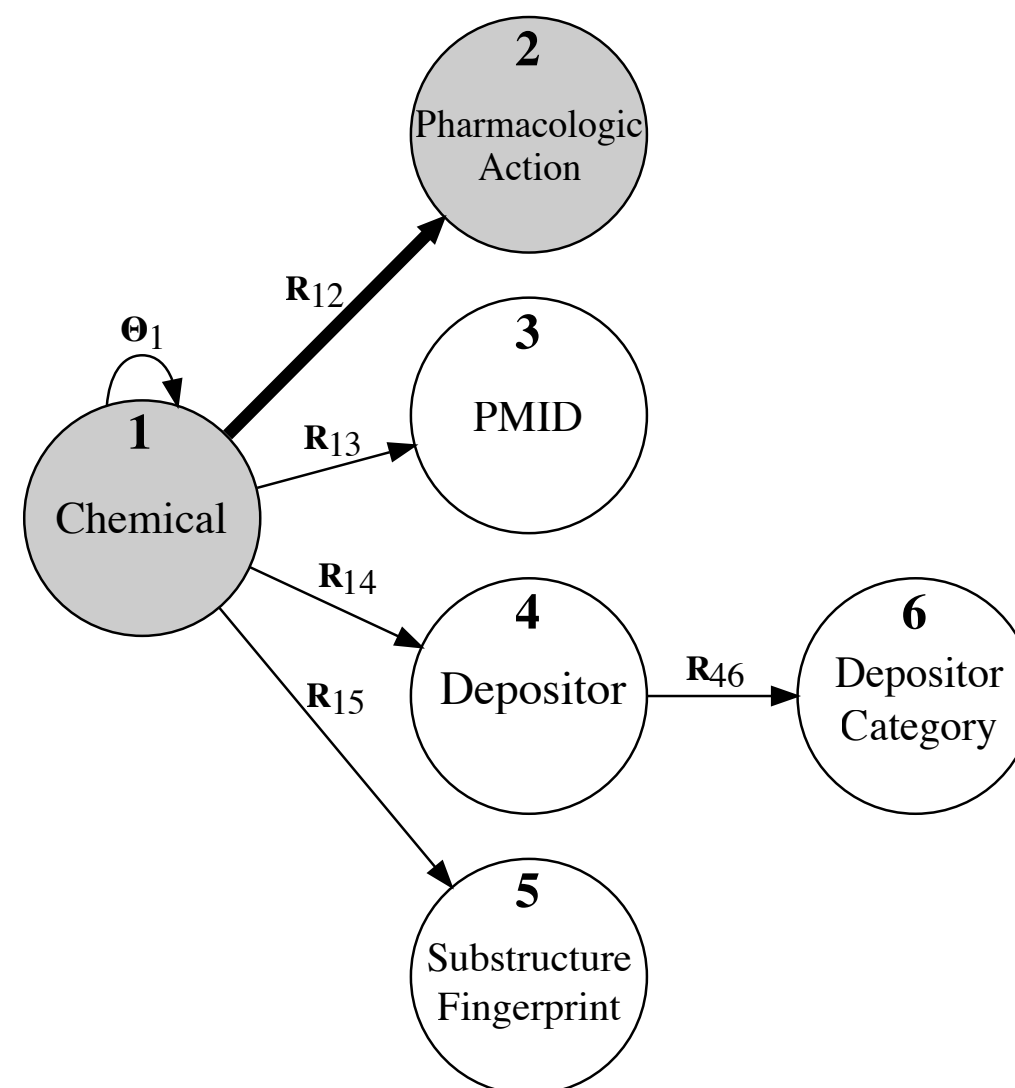 2
Pharmacologic
Action
R12
3
PMID
Θ1
1
Chemical
R13
R14
4
Depositor
R46
6
Depositor
Category
R15
5
Substructure
Fingerprint